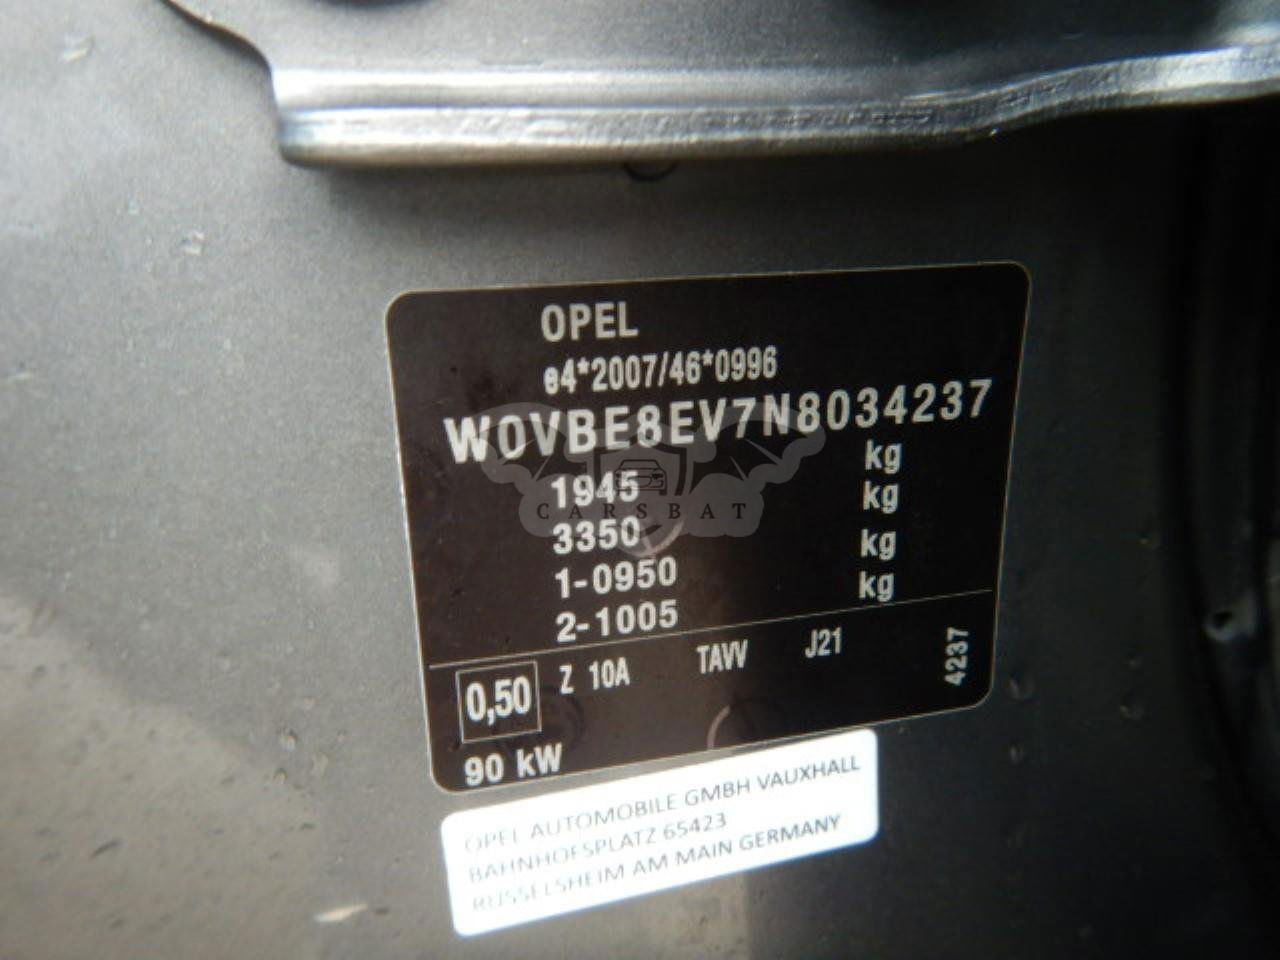 OPEL
e4*2007/46*0996
W0VBE8EV7N8034237
1945 kg
3350 kg
1-0950 kg
2-1005 kg
0,50 Z 10A TAVV J21 4237
90 kW
OPEL AUTOMOBILE GMBH VAUXHALL
BAHNHOFSPLATZ 65423
RUSSELSHEIM AM MAIN GERMANY
CARSBAT